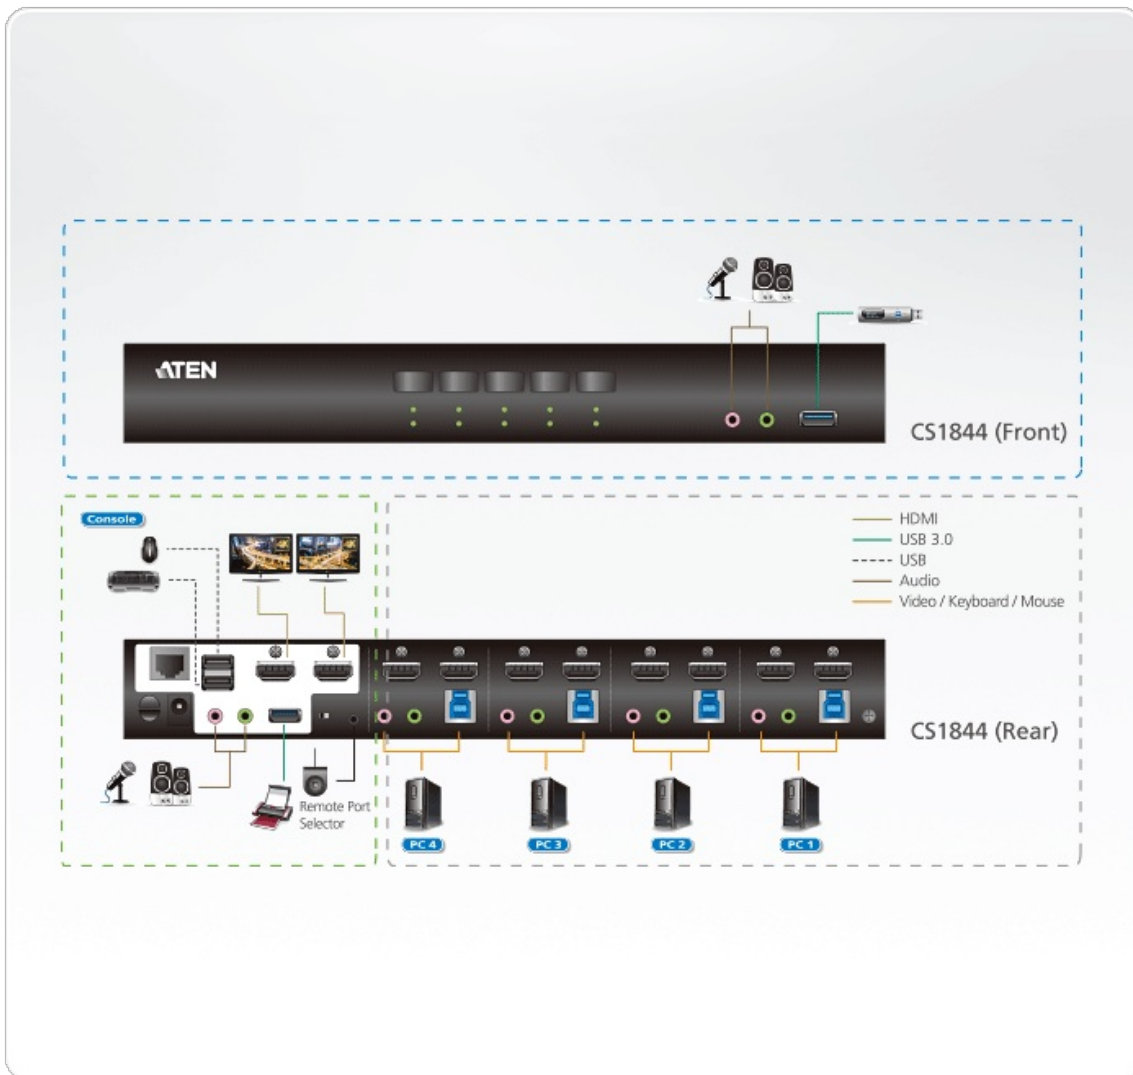 ATEN
CS1844 (Front)
Console
HDMI
USB 3.0
USB
Audio
Video / Keyboard / Mouse
CS1844 (Rear)
Remote Port
Selector
PC 4
PC 3
PC 2
PC 1